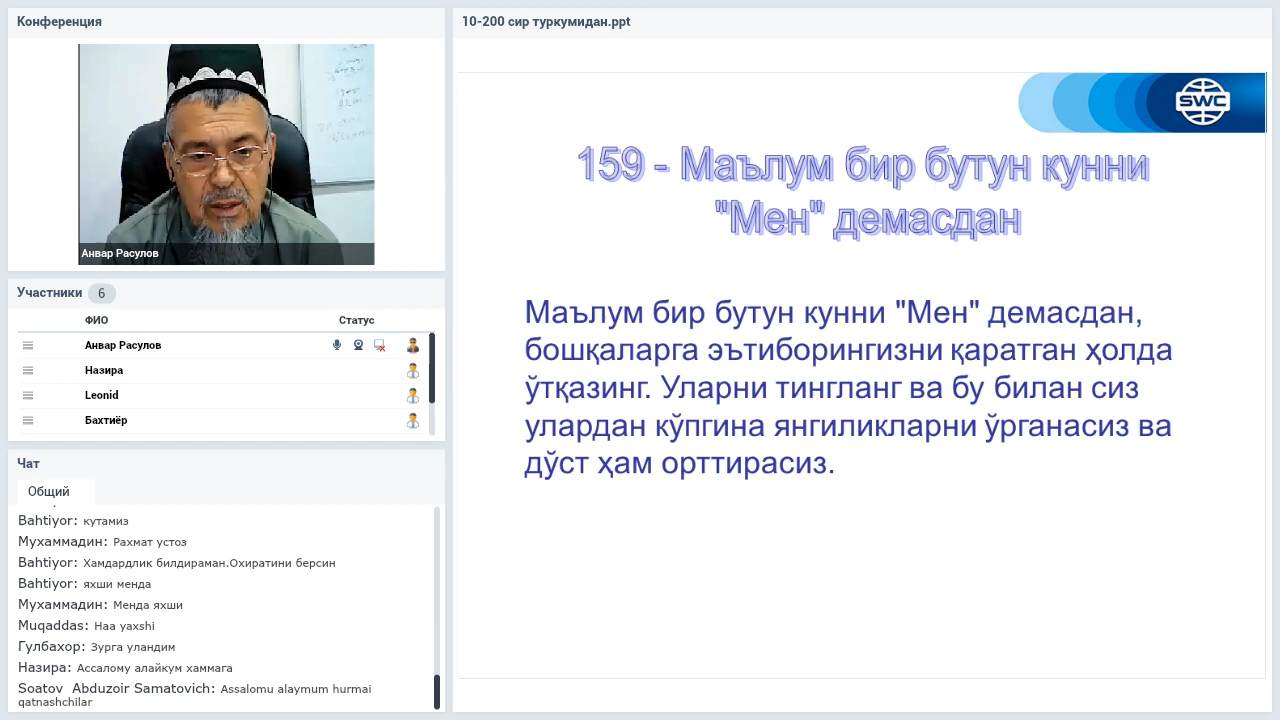 Конференция
Анвар Расулов
Участники 6
ФИО Статус
Анвар Расулов
Назира
Leonid
Бахтиёр
Чат
Общий
Bahtiyor: кутамиз
Мухаммадин: Рахмат устоз
Bahtiyor: Хамдардлик билдираман.Охиратини берсин
Bahtiyor: яхши менда
Мухаммадин: Менда яхши
Muqaddas: Haa yaxshi
Гулбахор: Зурга уландим
Назира: Ассалому алайкум хаммага
Soatov Abduzoir Samatovich: Assalomu alaymum hurmai
qatnashchilar
10-200 сир туркумидан.ppt
SWC
159 - Маълум бир бутун кунни
"Мен" демасдан
Маълум бир бутун кунни "Мен" демасдан,
бошқаларга эътиборингизни қаратган ҳолда
ўтқазинг. Уларни тингланг ва бу билан сиз
улардан кўпгина янгиликларни ўрганасиз ва
дўст ҳам орттирасиз.